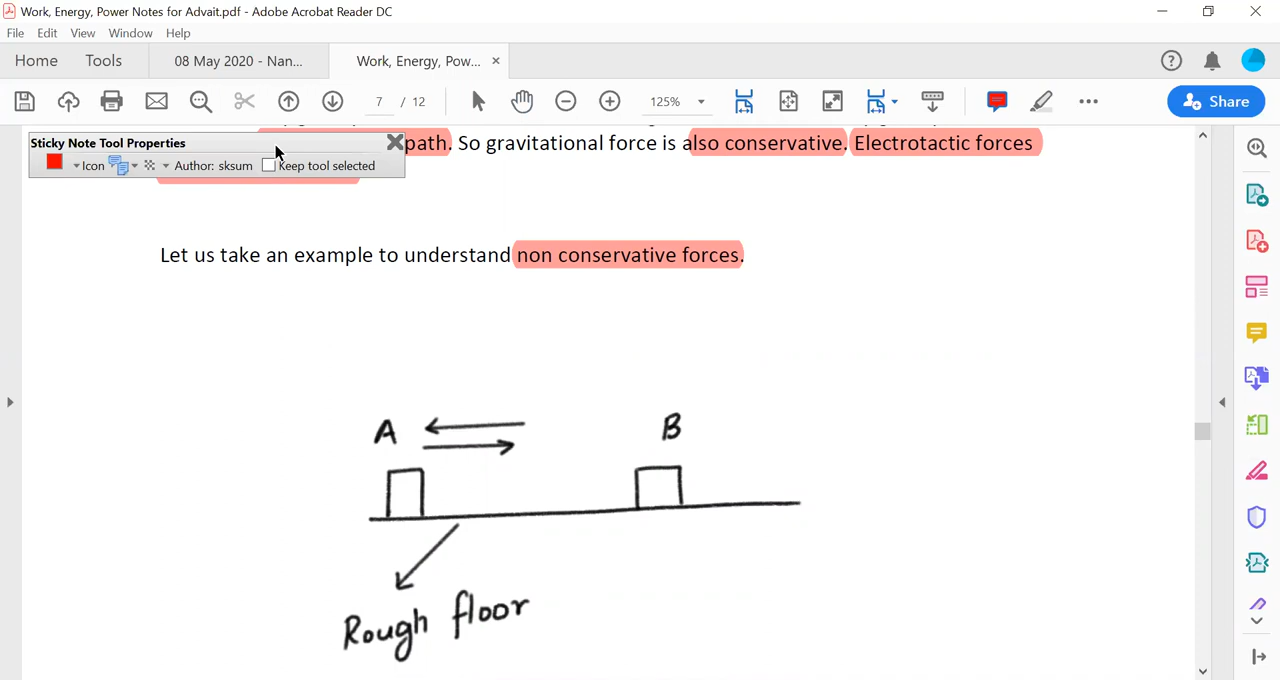 Work, Energy, Power Notes for Advait.pdf - Adobe Acrobat Reader DC
File Edit View Window Help
Home Tools 08 May 2020 - Nan... Work, Energy, Pow... ×
7 / 12 125% Share
Sticky Note Tool Properties
path. So gravitational force is also conservative. Electrotactic forces
Icon Author: sksum Keep tool selected
Let us take an example to understand non conservative forces.
A B
Rough floor